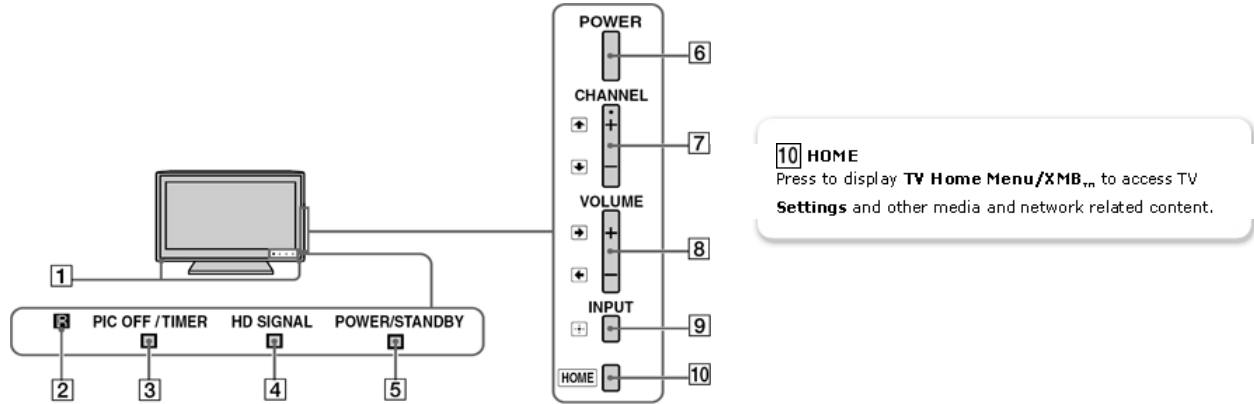 POWER
6
CHANNEL
+
7
−
VOLUME
+
8
−
INPUT
9
HOME
10
1
R PIC OFF / TIMER HD SIGNAL POWER/STANDBY
2 3 4 5
10 HOME
Press to display TV Home Menu/XMB™ to access TV
Settings and other media and network related content.